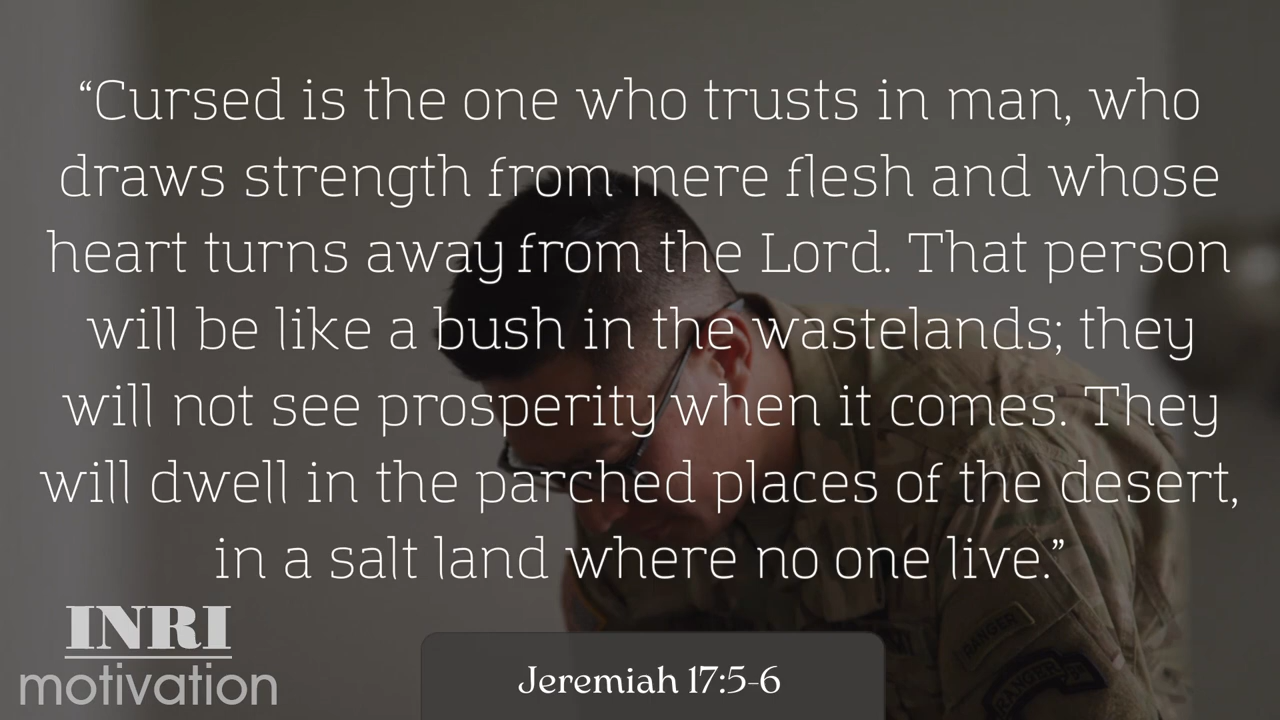 “Cursed is the one who trusts in man, who
draws strength from mere flesh and whose
heart turns away from the Lord. That person
will be like a bush in the wastelands; they
will not see prosperity when it comes. They
will dwell in the parched places of the desert,
in a salt land where no one live.”
INRI
motivation
Jeremiah 17:5-6
RANGER
RANGER